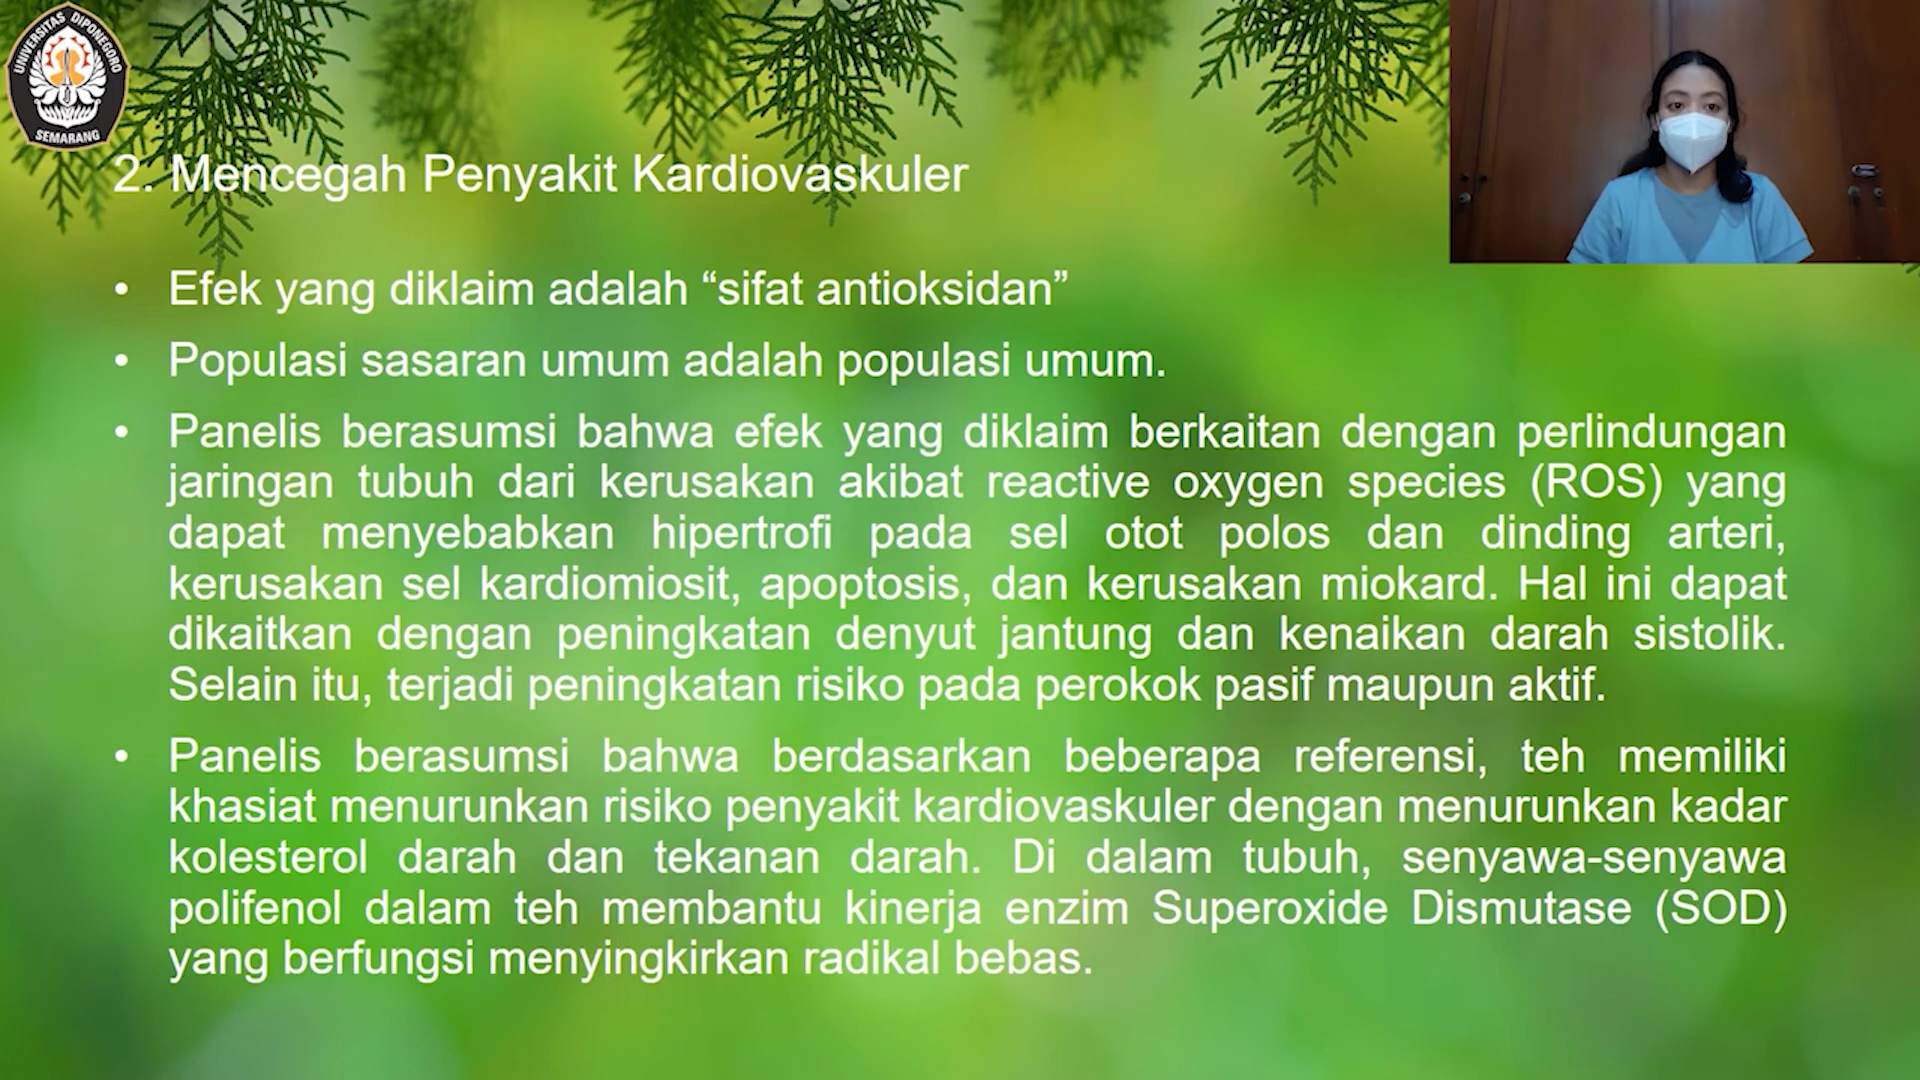 UNIVERSITAS DIPONEGORO
SEMARANG
2. Mencegah Penyakit Kardiovaskuler
• Efek yang diklaim adalah “sifat antioksidan”
• Populasi sasaran umum adalah populasi umum.
• Panelis berasumsi bahwa efek yang diklaim berkaitan dengan perlindungan
jaringan tubuh dari kerusakan akibat reactive oxygen species (ROS) yang
dapat menyebabkan hipertrofi pada sel otot polos dan dinding arteri,
kerusakan sel kardiomiosit, apoptosis, dan kerusakan miokard. Hal ini dapat
dikaitkan dengan peningkatan denyut jantung dan kenaikan darah sistolik.
Selain itu, terjadi peningkatan risiko pada perokok pasif maupun aktif.
• Panelis berasumsi bahwa berdasarkan beberapa referensi, teh memiliki
khasiat menurunkan risiko penyakit kardiovaskuler dengan menurunkan kadar
kolesterol darah dan tekanan darah. Di dalam tubuh, senyawa-senyawa
polifenol dalam teh membantu kinerja enzim Superoxide Dismutase (SOD)
yang berfungsi menyingkirkan radikal bebas.